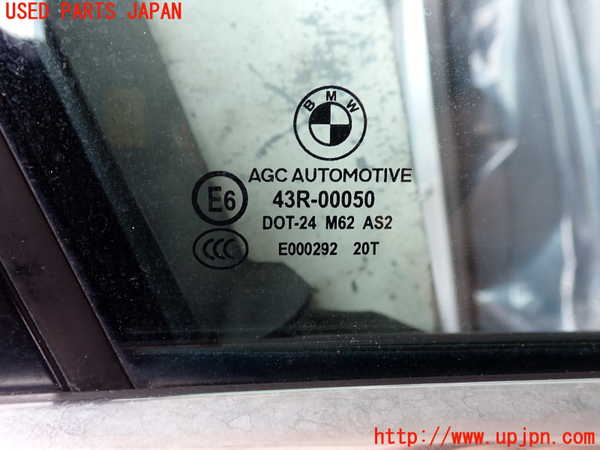 USED PARTS JAPAN
BMW
AGC AUTOMOTIVE
E6 43R-00050
DOT-24 M62 AS2
CCC E000292 20T
http://www.upjpn.com